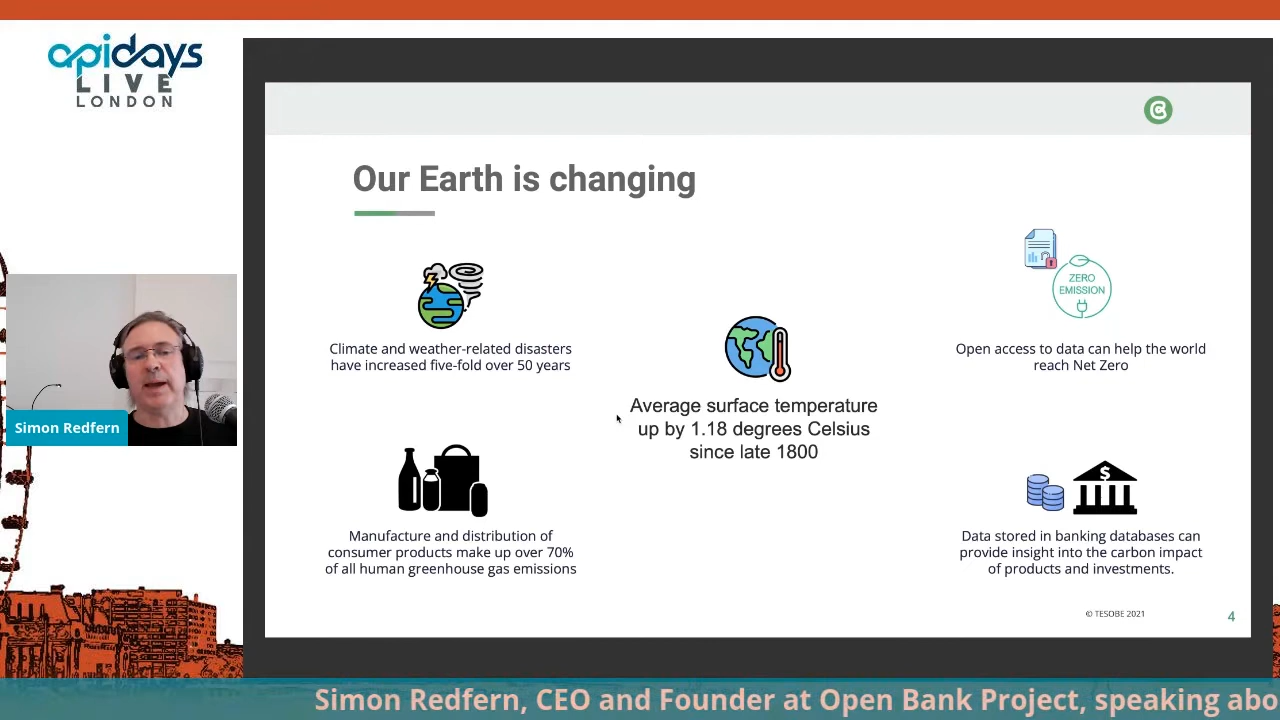 apidays
LIVE
LONDON
Our Earth is changing
Climate and weather-related disasters
have increased five-fold over 50 years
Average surface temperature
up by 1.18 degrees Celsius
since late 1800
ZERO
EMISSION
Open access to data can help the world
reach Net Zero
Manufacture and distribution of
consumer products make up over 70%
of all human greenhouse gas emissions
$
Data stored in banking databases can
provide insight into the carbon impact
of products and investments.
© TESOBE 2021
4
Simon Redfern
Simon Redfern, CEO and Founder at Open Bank Project, speaking abo